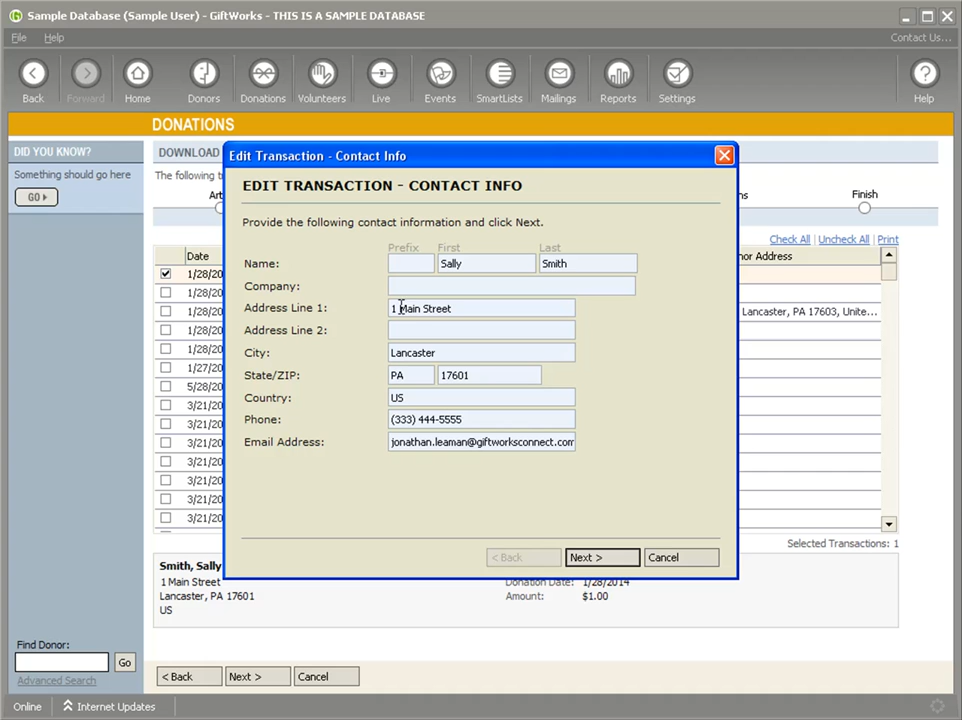 Sample Database (Sample User) - GiftWorks - THIS IS A SAMPLE DATABASE
File Help Contact Us...
Back Forward Home Donors Donations Volunteers Live Events SmartLists Mailings Reports Settings Help
DONATIONS
DID YOU KNOW?
Something should go here
GO
DOWNLOAD
The following
Finish
Check All | Uncheck All | Print
Date
1/28/20
1/28/20
1/28/20
Lancaster, PA 17603, Unite...
1/28/20
1/28/20
1/27/20
5/28/20
3/21/20
3/21/20
3/21/20
3/21/20
3/21/20
Edit Transaction - Contact Info
EDIT TRANSACTION - CONTACT INFO
Provide the following contact information and click Next.
Prefix First Last
Name: Sally Smith
Company:
Address Line 1: 1 Main Street
Address Line 2:
City: Lancaster
State/ZIP: PA 17601
Country: US
Phone: (333) 444-5555
Email Address: jonathan.leaman@giftworksconnect.com
< Back Next > Cancel
Selected Transactions: 1
Smith, Sally
1 Main Street
Lancaster, PA 17601
US
Donation Date: 1/28/2014
Amount: $1.00
Find Donor:
Go
Advanced Search
< Back Next > Cancel
Online Internet Updates